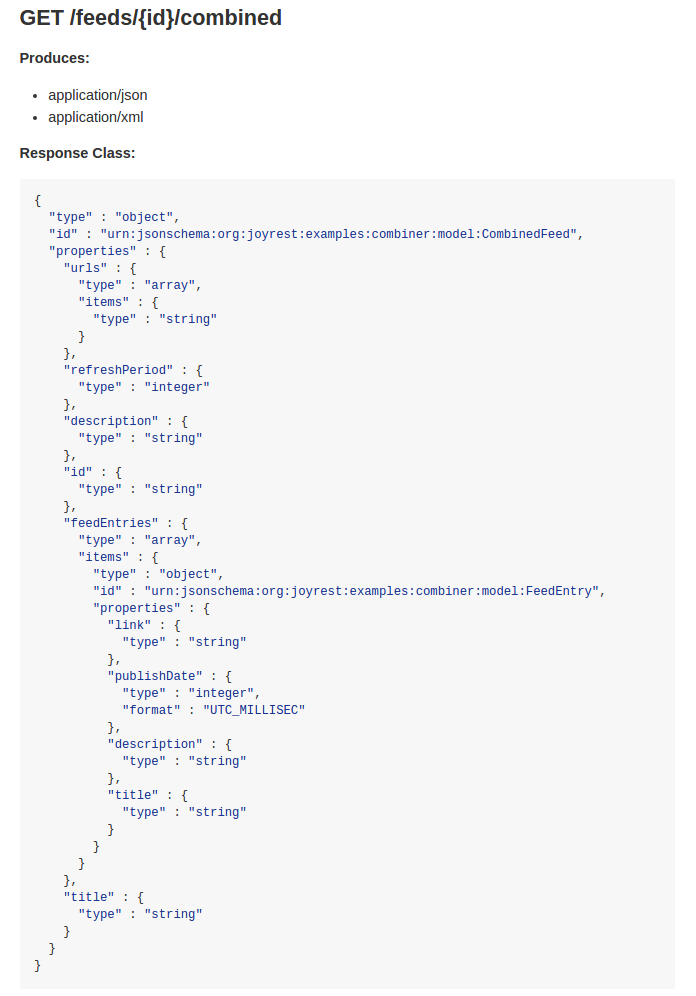 GET /feeds/{id}/combined
Produces:
• application/json
• application/xml
Response Class:
{
  "type" : "object",
  "id" : "urn:jsonschema:org:joyrest:examples:combiner:model:CombinedFeed",
  "properties" : {
    "urls" : {
      "type" : "array",
      "items" : {
        "type" : "string"
      }
    },
    "refreshPeriod" : {
      "type" : "integer"
    },
    "description" : {
      "type" : "string"
    },
    "id" : {
      "type" : "string"
    },
    "feedEntries" : {
      "type" : "array",
      "items" : {
        "type" : "object",
        "id" : "urn:jsonschema:org:joyrest:examples:combiner:model:FeedEntry",
        "properties" : {
          "link" : {
            "type" : "string"
          },
          "publishDate" : {
            "type" : "integer",
            "format" : "UTC_MILLISEC"
          },
          "description" : {
            "type" : "string"
          },
          "title" : {
            "type" : "string"
          }
        }
      }
    },
    "title" : {
      "type" : "string"
    }
  }
}